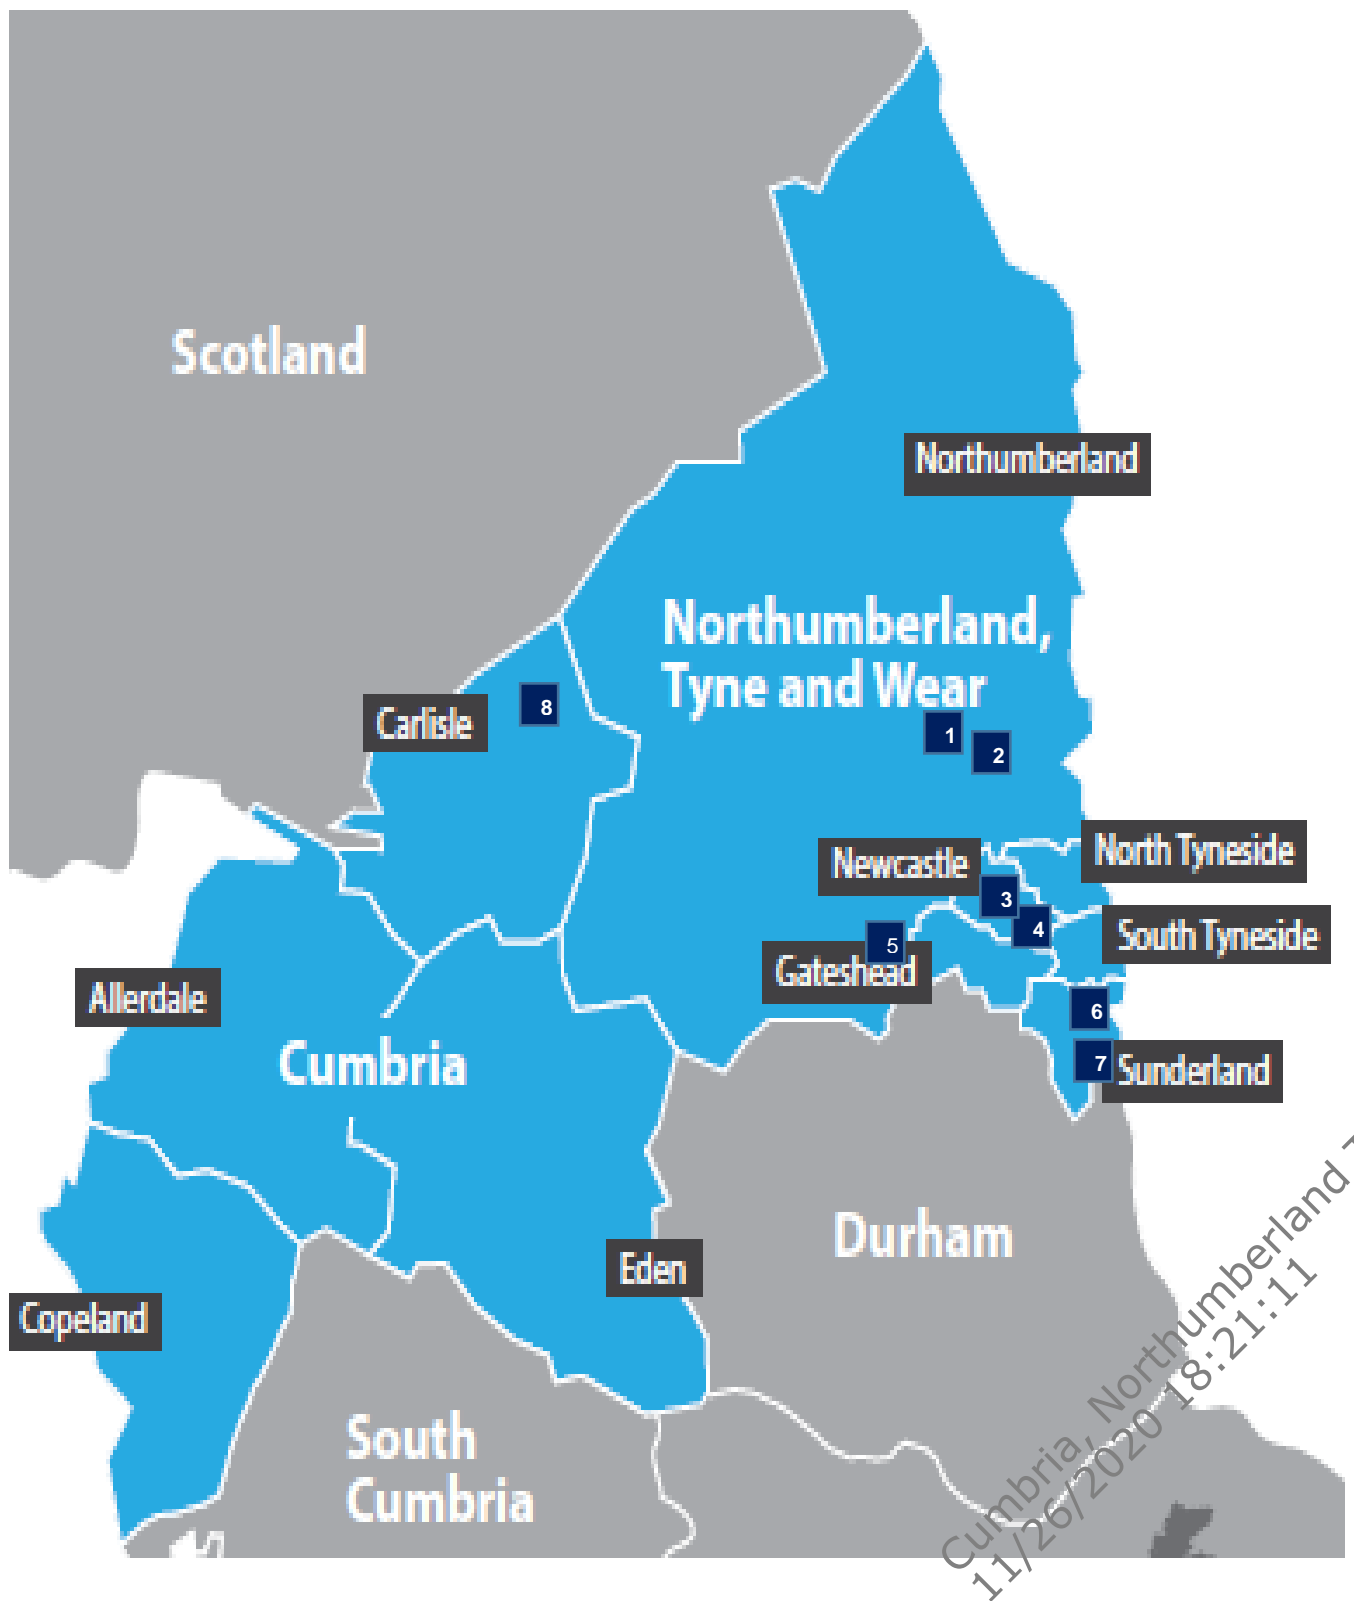 Scotland
Northumberland
Northumberland,
Tyne and Wear
Carlisle
8
1
2
Newcastle
North Tyneside
3
4
South Tyneside
5
Gateshead
Allerdale
6
Cumbria
7
Sunderland
Durham
Eden
Copeland
South
Cumbria
Cumbria, Northumberland
11/26/2020 18:21:11